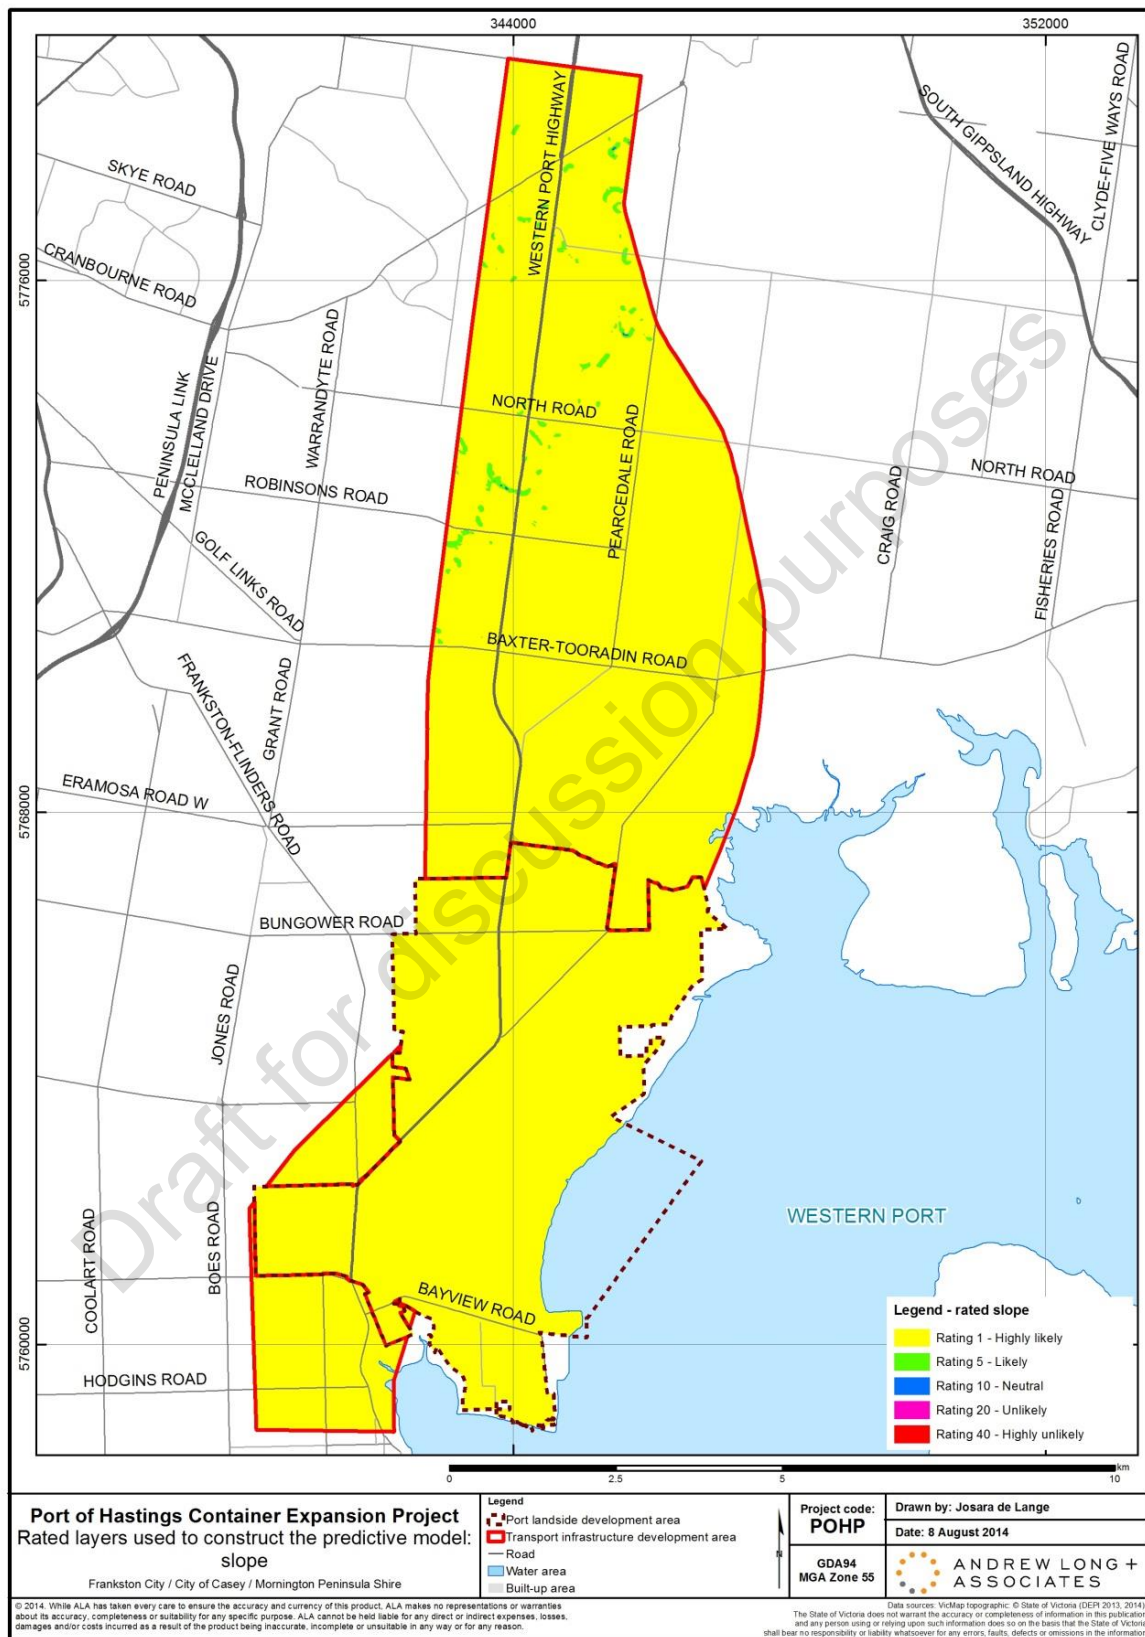 344000
352000
5776000
5768000
5760000
WESTERN PORT HIGHWAY
SOUTH GIPPSLAND HIGHWAY
CLYDE-FIVE WAYS ROAD
SKYE ROAD
CRANBOURNE ROAD
PENINSULA LINK
MCCLELLAND DRIVE
WARRANDYTE ROAD
NORTH ROAD
PEARCEDALE ROAD
NORTH ROAD
CRAIG ROAD
FISHERIES ROAD
ROBINSONS ROAD
GOLF LINKS ROAD
BAXTER-TOORADIN ROAD
GRANT ROAD
FRANKSTON-FLINDERS ROAD
ERAMOSA ROAD W
BUNGOWER ROAD
JONES ROAD
COOLART ROAD
BOES ROAD
BAYVIEW ROAD
HODGINS ROAD
WESTERN PORT
Draft for discussion purposes
Legend - rated slope
Rating 1 - Highly likely
Rating 5 - Likely
Rating 10 - Neutral
Rating 20 - Unlikely
Rating 40 - Highly unlikely
0
2.5
5
10
km
Port of Hastings Container Expansion Project
Rated layers used to construct the predictive model:
slope
Frankston City / City of Casey / Mornington Peninsula Shire
Legend
Port landside development area
Transport infrastructure development area
Road
Water area
Built-up area
N
Project code:
POHP
GDA94
MGA Zone 55
Drawn by: Josara de Lange
Date: 8 August 2014
ANDREW LONG +
ASSOCIATES
© 2014. While ALA has taken every care to ensure the accuracy and currency of this product, ALA makes no representations or warranties
about its accuracy, completeness or suitability for any specific purpose. ALA cannot be held liable for any direct or indirect expenses, losses,
damages and/or costs incurred as a result of the product being inaccurate, incomplete or unsuitable in any way or for any reason.
Data sources: VicMap topographic: © State of Victoria (DEPI 2013, 2014)
The State of Victoria does not warrant the accuracy or completeness of information in this publication
and any person using or relying upon such information does so on the basis that the State of Victoria
shall bear no responsibility or liability whatsoever for any errors, faults, defects or omissions in the information